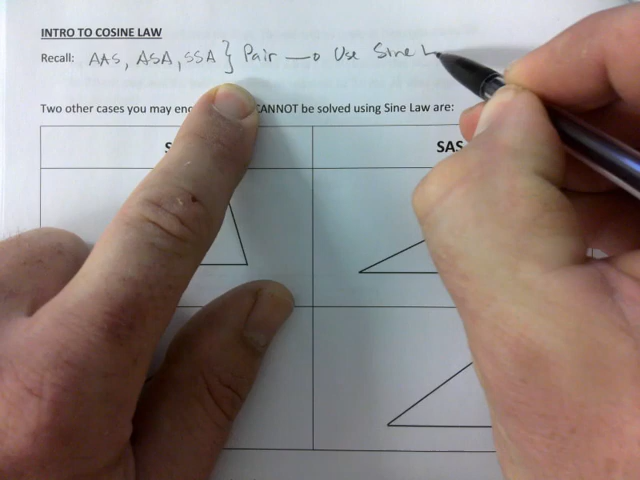 INTRO TO COSINE LAW
Recall: AAS, ASA, SSA } Pair → Use Sine L
Two other cases you may CANNOT be solved using Sine Law are:
SAS